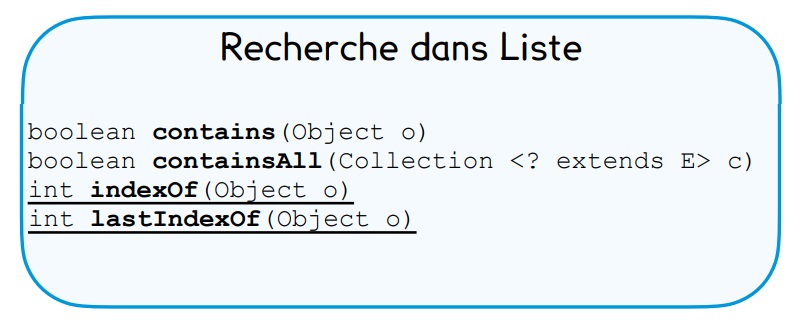 Recherche dans Liste
boolean contains(Object o)
boolean containsAll(Collection <? extends E> c)
int indexOf(Object o)
int lastIndexOf(Object o)